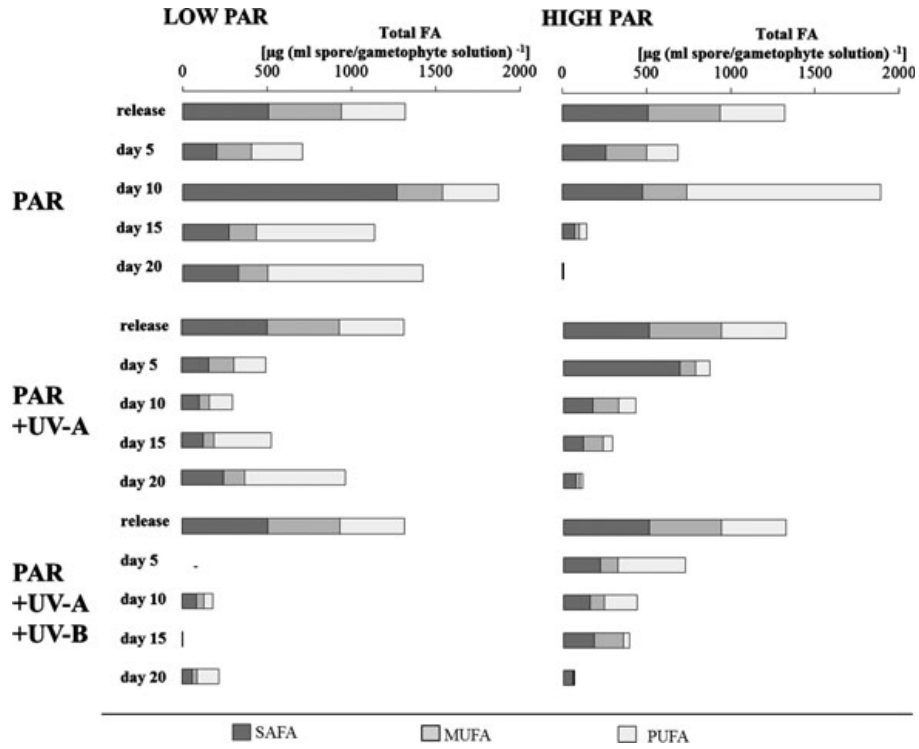 LOW PAR
HIGH PAR
Total FA
[µg (ml spore/gametophyte solution) -1]
0 500 1000 1500 2000
Total FA
[µg (ml spore/gametophyte solution) -1]
0 500 1000 1500 2000
PAR
release
day 5
day 10
day 15
day 20
PAR
+UV-A
release
day 5
day 10
day 15
day 20
PAR
+UV-A
+UV-B
release
day 5
-
day 10
day 15
day 20
SAFA MUFA PUFA